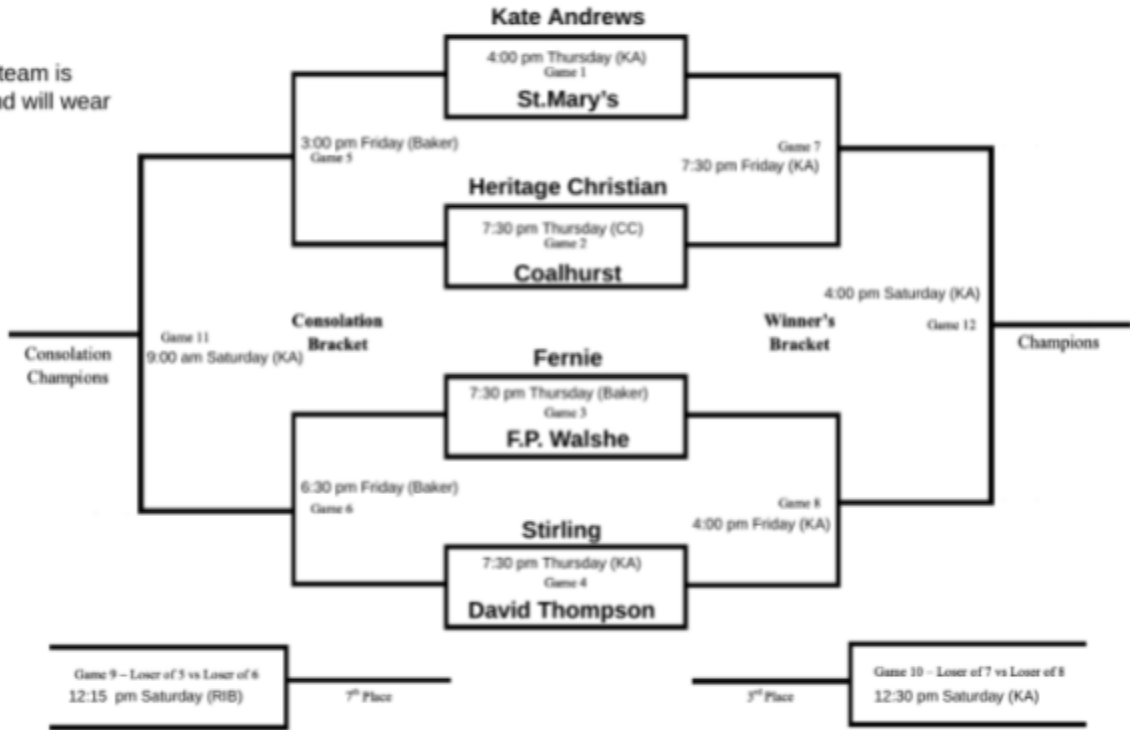 Kate Andrews
4:00 pm Thursday (KA)
Game 1
St.Mary's
team is
nd will wear
3:00 pm Friday (Baker)
Game 5
Game 7
7:30 pm Friday (KA)
Heritage Christian
7:30 pm Thursday (CC)
Game 2
Coalhurst
4:00 pm Saturday (KA)
Game 12
Consolation
Bracket
Winner's
Bracket
Game 11
9:00 am Saturday (KA)
Consolation
Champions
Champions
Fernie
7:30 pm Thursday (Baker)
Game 3
F.P. Walshe
6:30 pm Friday (Baker)
Game 6
Game 8
4:00 pm Friday (KA)
Stirling
7:30 pm Thursday (KA)
Game 4
David Thompson
Game 9 – Loser of 5 vs Loser of 6
12:15 pm Saturday (RIB)
7th Place
3rd Place
Game 10 – Loser of 7 vs Loser of 8
12:30 pm Saturday (KA)